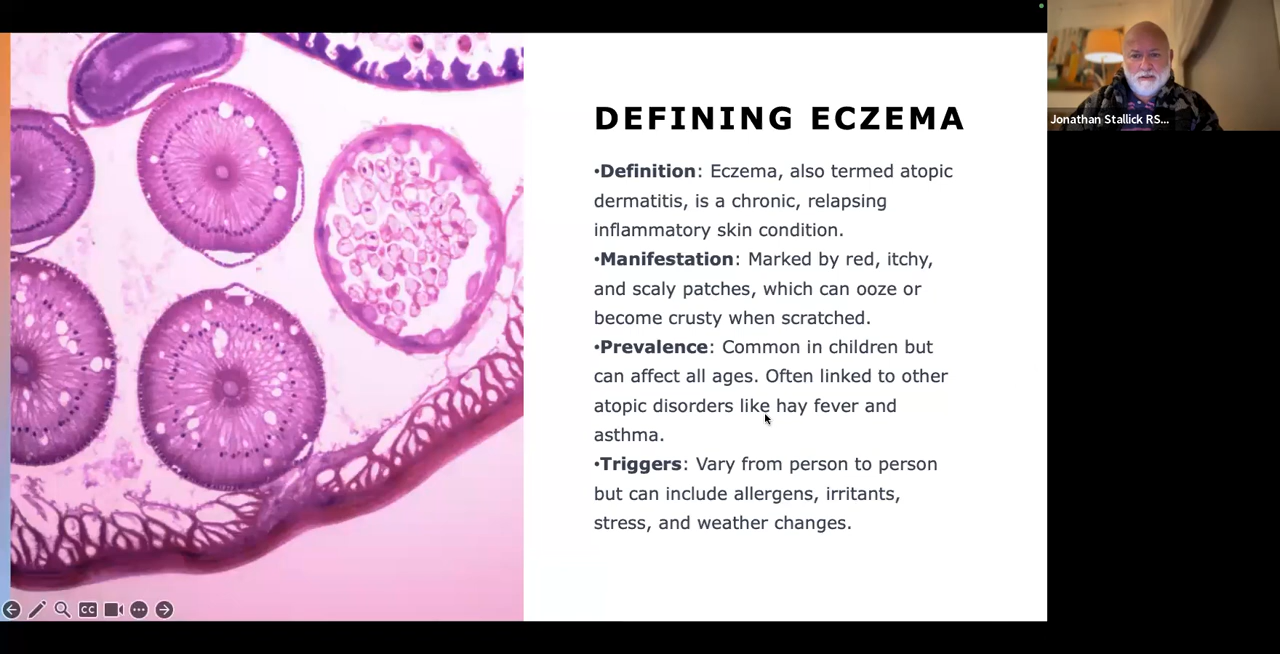 DEFINING ECZEMA
•Definition: Eczema, also termed atopic
dermatitis, is a chronic, relapsing
inflammatory skin condition.
•Manifestation: Marked by red, itchy,
and scaly patches, which can ooze or
become crusty when scratched.
•Prevalence: Common in children but
can affect all ages. Often linked to other
atopic disorders like hay fever and
asthma.
•Triggers: Vary from person to person
but can include allergens, irritants,
stress, and weather changes.
Jonathan Stallick RS...
CC